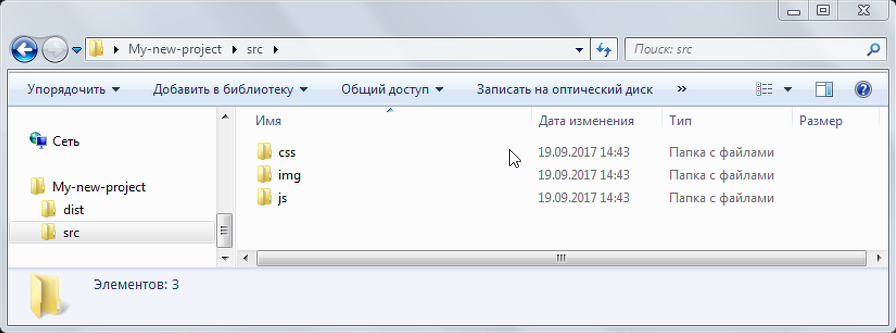 My-new-project src Поиск: src
Упорядочить Добавить в библиотеку Общий доступ Записать на оптический диск »
Имя Дата изменения Тип Размер
Сеть
css 19.09.2017 14:43 Папка с файлами
img 19.09.2017 14:43 Папка с файлами
js 19.09.2017 14:43 Папка с файлами
My-new-project
dist
src
Элементов: 3